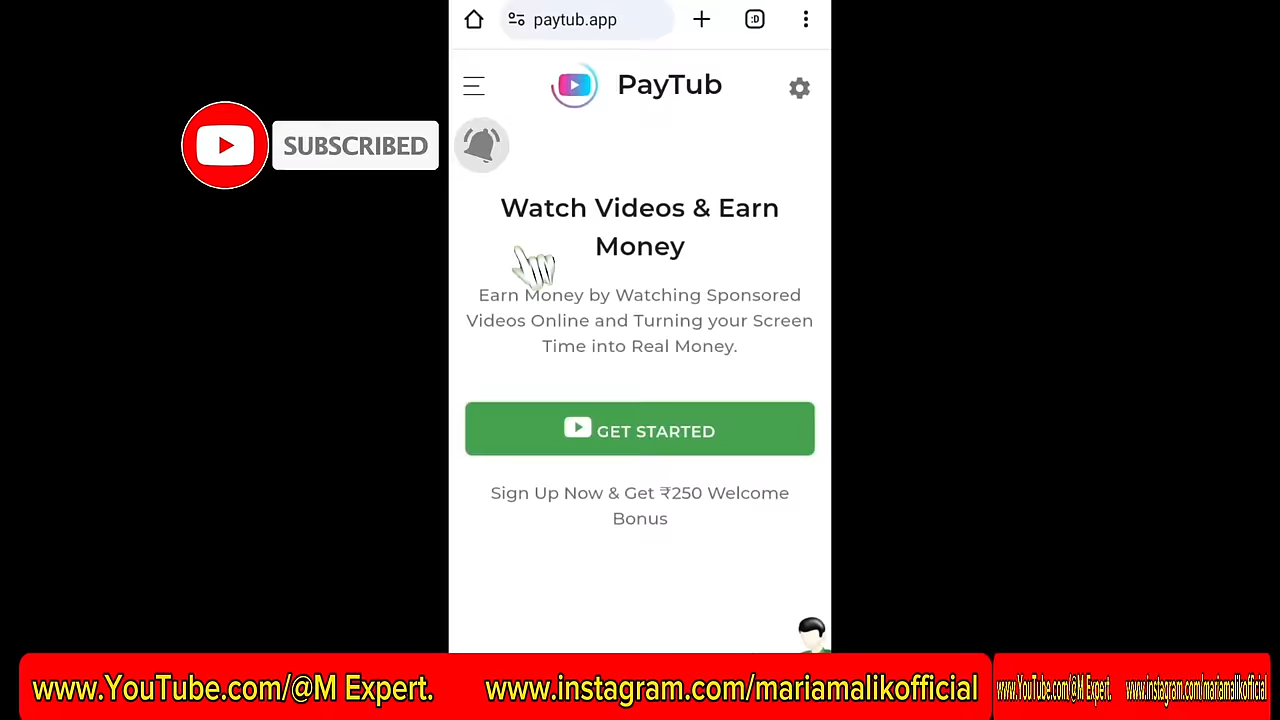 paytub.app
:D
PayTub
SUBSCRIBED
Watch Videos & Earn
Money
Earn Money by Watching Sponsored
Videos Online and Turning your Screen
Time into Real Money.
GET STARTED
Sign Up Now & Get ₹250 Welcome
Bonus
www.YouTube.com/@M Expert. www.instagram.com/mariamalikofficial
www.YouTube.com/@M Expert. www.instagram.com/mariamalikofficial